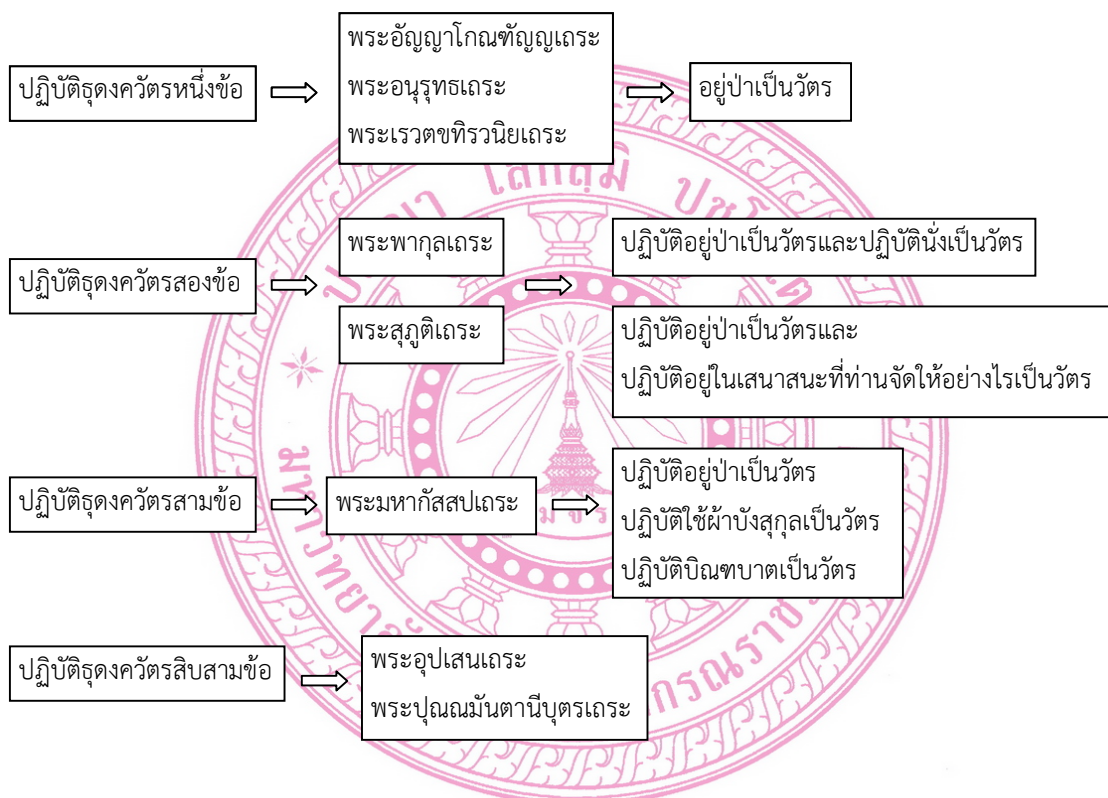 ปฏิบัติธุดงควัตรหนึ่งข้อ
พระอัญญาโกณฑัญญเถระ
พระอนุรุทธเถระ
พระเรวตขทิรวนิยเถระ
อยู่ป่าเป็นวัตร
ปฏิบัติธุดงควัตรสองข้อ
พระพากุลเถระ
ปฏิบัติอยู่ป่าเป็นวัตรและปฏิบัตินั่งเป็นวัตร
พระสุภูติเถระ
ปฏิบัติอยู่ป่าเป็นวัตรและ
ปฏิบัติอยู่ในเสนาสนะที่ท่านจัดให้อย่างไรเป็นวัตร
ปฏิบัติธุดงควัตรสามข้อ
พระมหากัสสปเถระ
ปฏิบัติอยู่ป่าเป็นวัตร
ปฏิบัติใช้ผ้าบังสุกุลเป็นวัตร
ปฏิบัติบิณฑบาตเป็นวัตร
ปฏิบัติธุดงควัตรสิบสามข้อ
พระอุปเสนเถระ
พระปุณณมันตานีบุตรเถระ